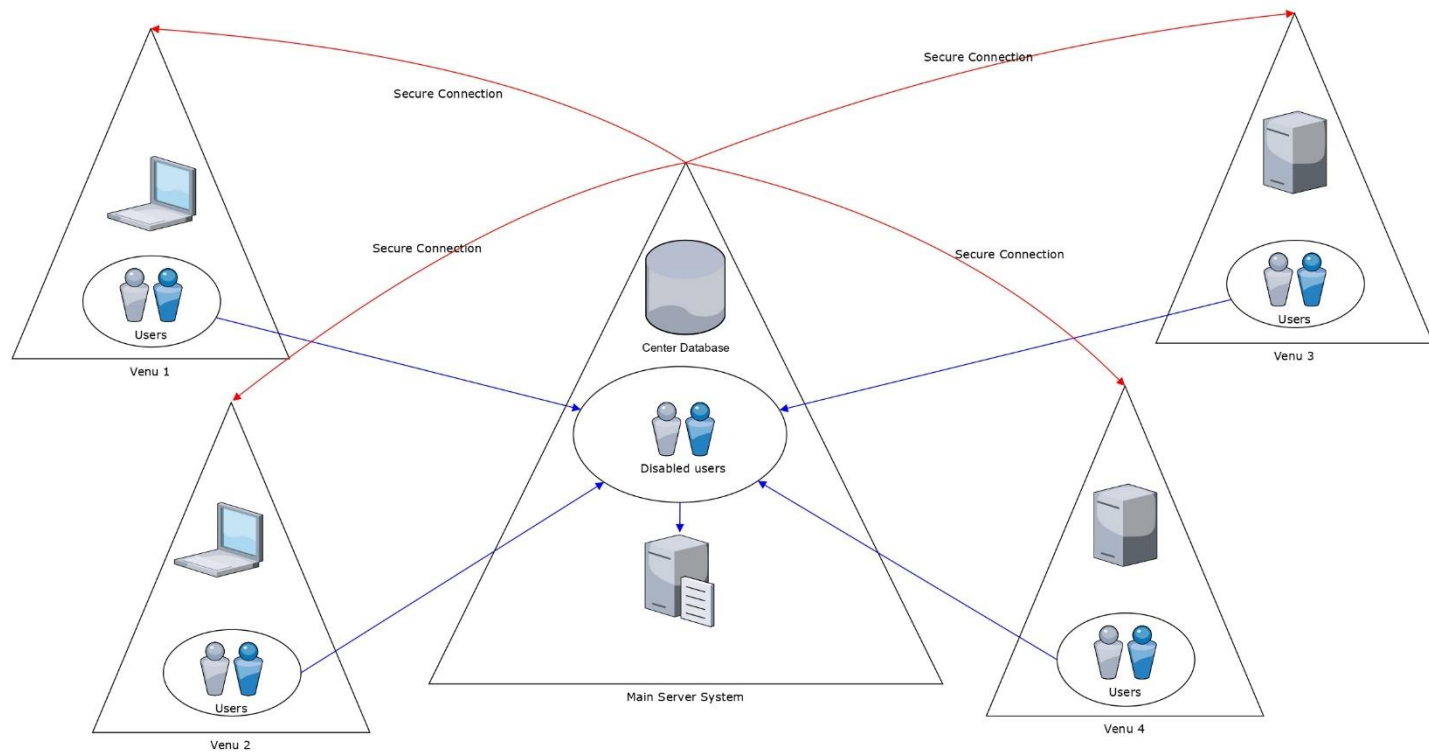 Secure Connection
Secure Connection
Secure Connection
Secure Connection
Users
Venu 1
Users
Venu 3
Center Database
Disabled users
Main Server System
Users
Venu 2
Users
Venu 4